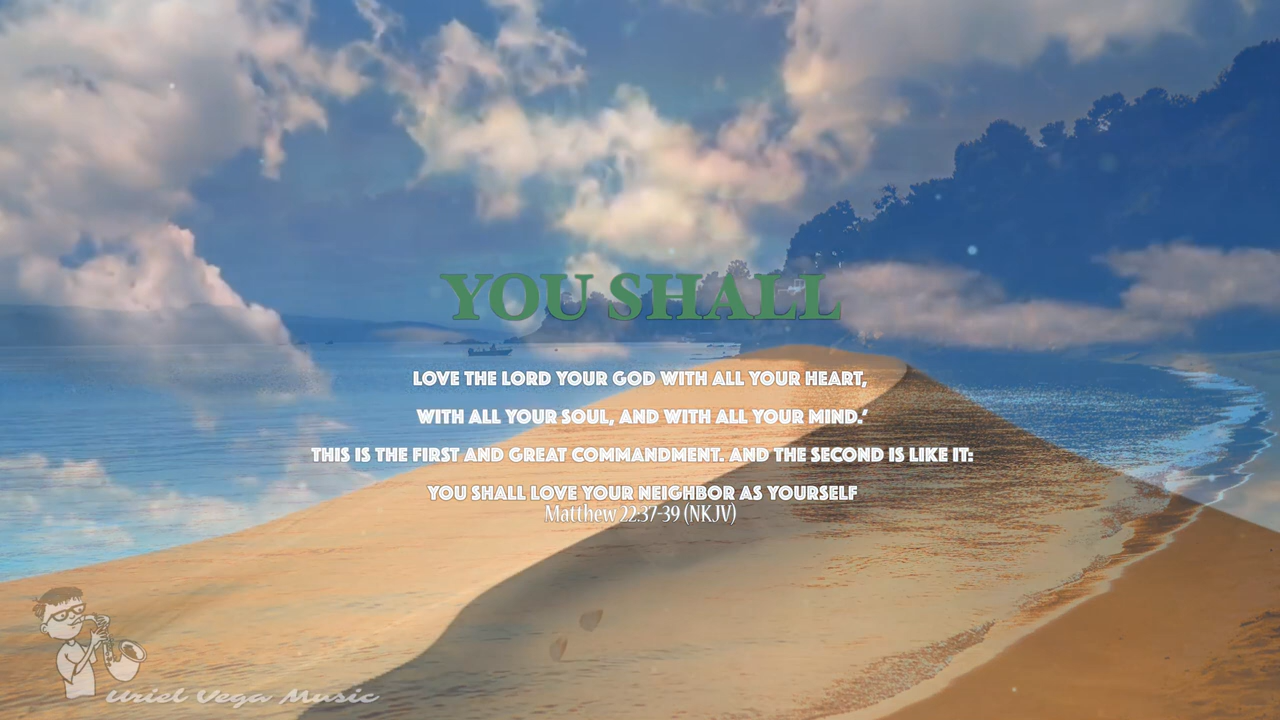 YOU SHALL
LOVE THE LORD YOUR GOD WITH ALL YOUR HEART,
WITH ALL YOUR SOUL, AND WITH ALL YOUR MIND.’
THIS IS THE FIRST AND GREAT COMMANDMENT. AND THE SECOND IS LIKE IT:
YOU SHALL LOVE YOUR NEIGHBOR AS YOURSELF
Matthew 22:37-39 (NKJV)
Uriel Vega Music